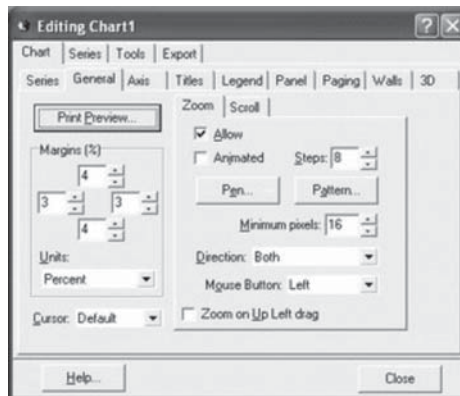 Editing Chart1
Chart Series Tools Export
Series General Axis Titles Legend Panel Paging Walls 3D
Print Preview...
Margins (%)
4
3 3
4
Units:
Percent
Cursor: Default
Zoom Scroll
Allow
Animated Steps: 8
Pen... Pattern...
Minimum pixels: 16
Direction: Both
Mouse Button: Left
Zoom on Up Left drag
Help... Close